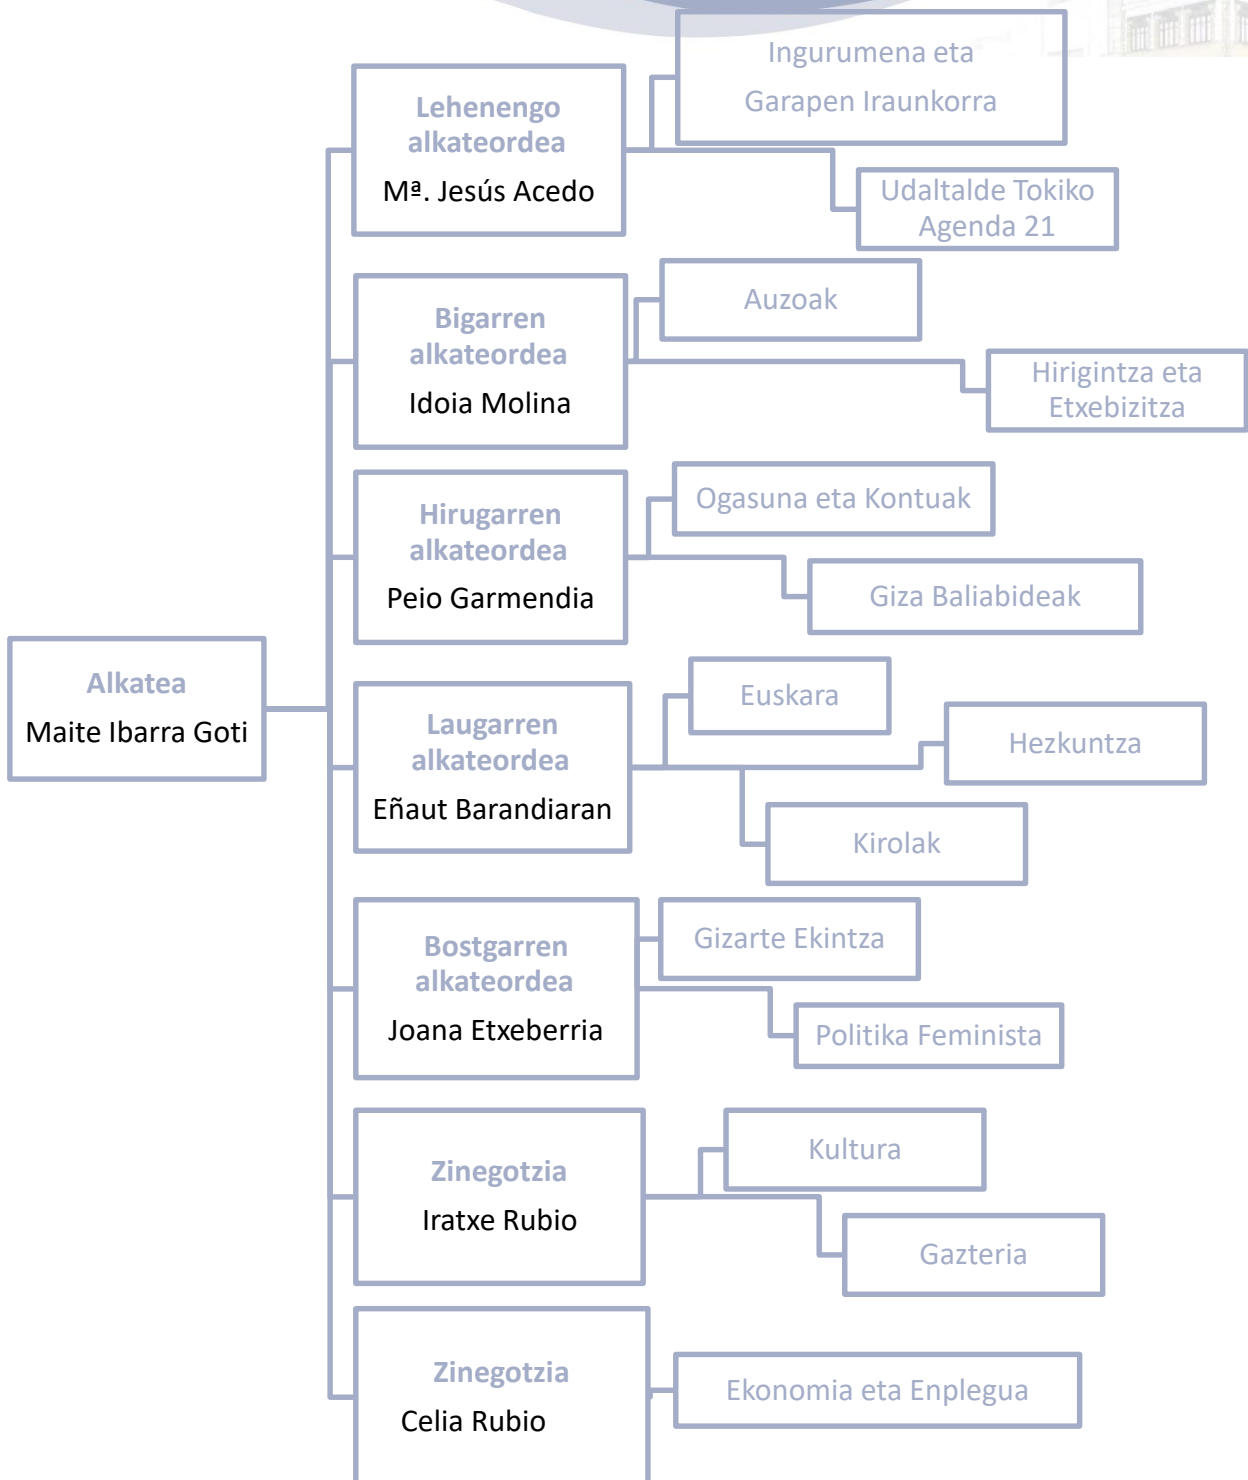 Ingurumena eta
Garapen Iraunkorra
Lehenengo
alkateordea
Mª. Jesús Acedo
Udaltalde Tokiko
Agenda 21
Bigarren
alkateordea
Idoia Molina
Auzoak
Hirigintza eta
Etxebizitza
Hirugarren
alkateordea
Peio Garmendia
Ogasuna eta Kontuak
Giza Baliabideak
Alkatea
Maite Ibarra Goti
Laugarren
alkateordea
Eñaut Barandiaran
Euskara
Hezkuntza
Kirolak
Bostgarren
alkateordea
Joana Etxeberria
Gizarte Ekintza
Politika Feminista
Zinegotzia
Iratxe Rubio
Kultura
Gazteria
Zinegotzia
Celia Rubio
Ekonomia eta Enplegua